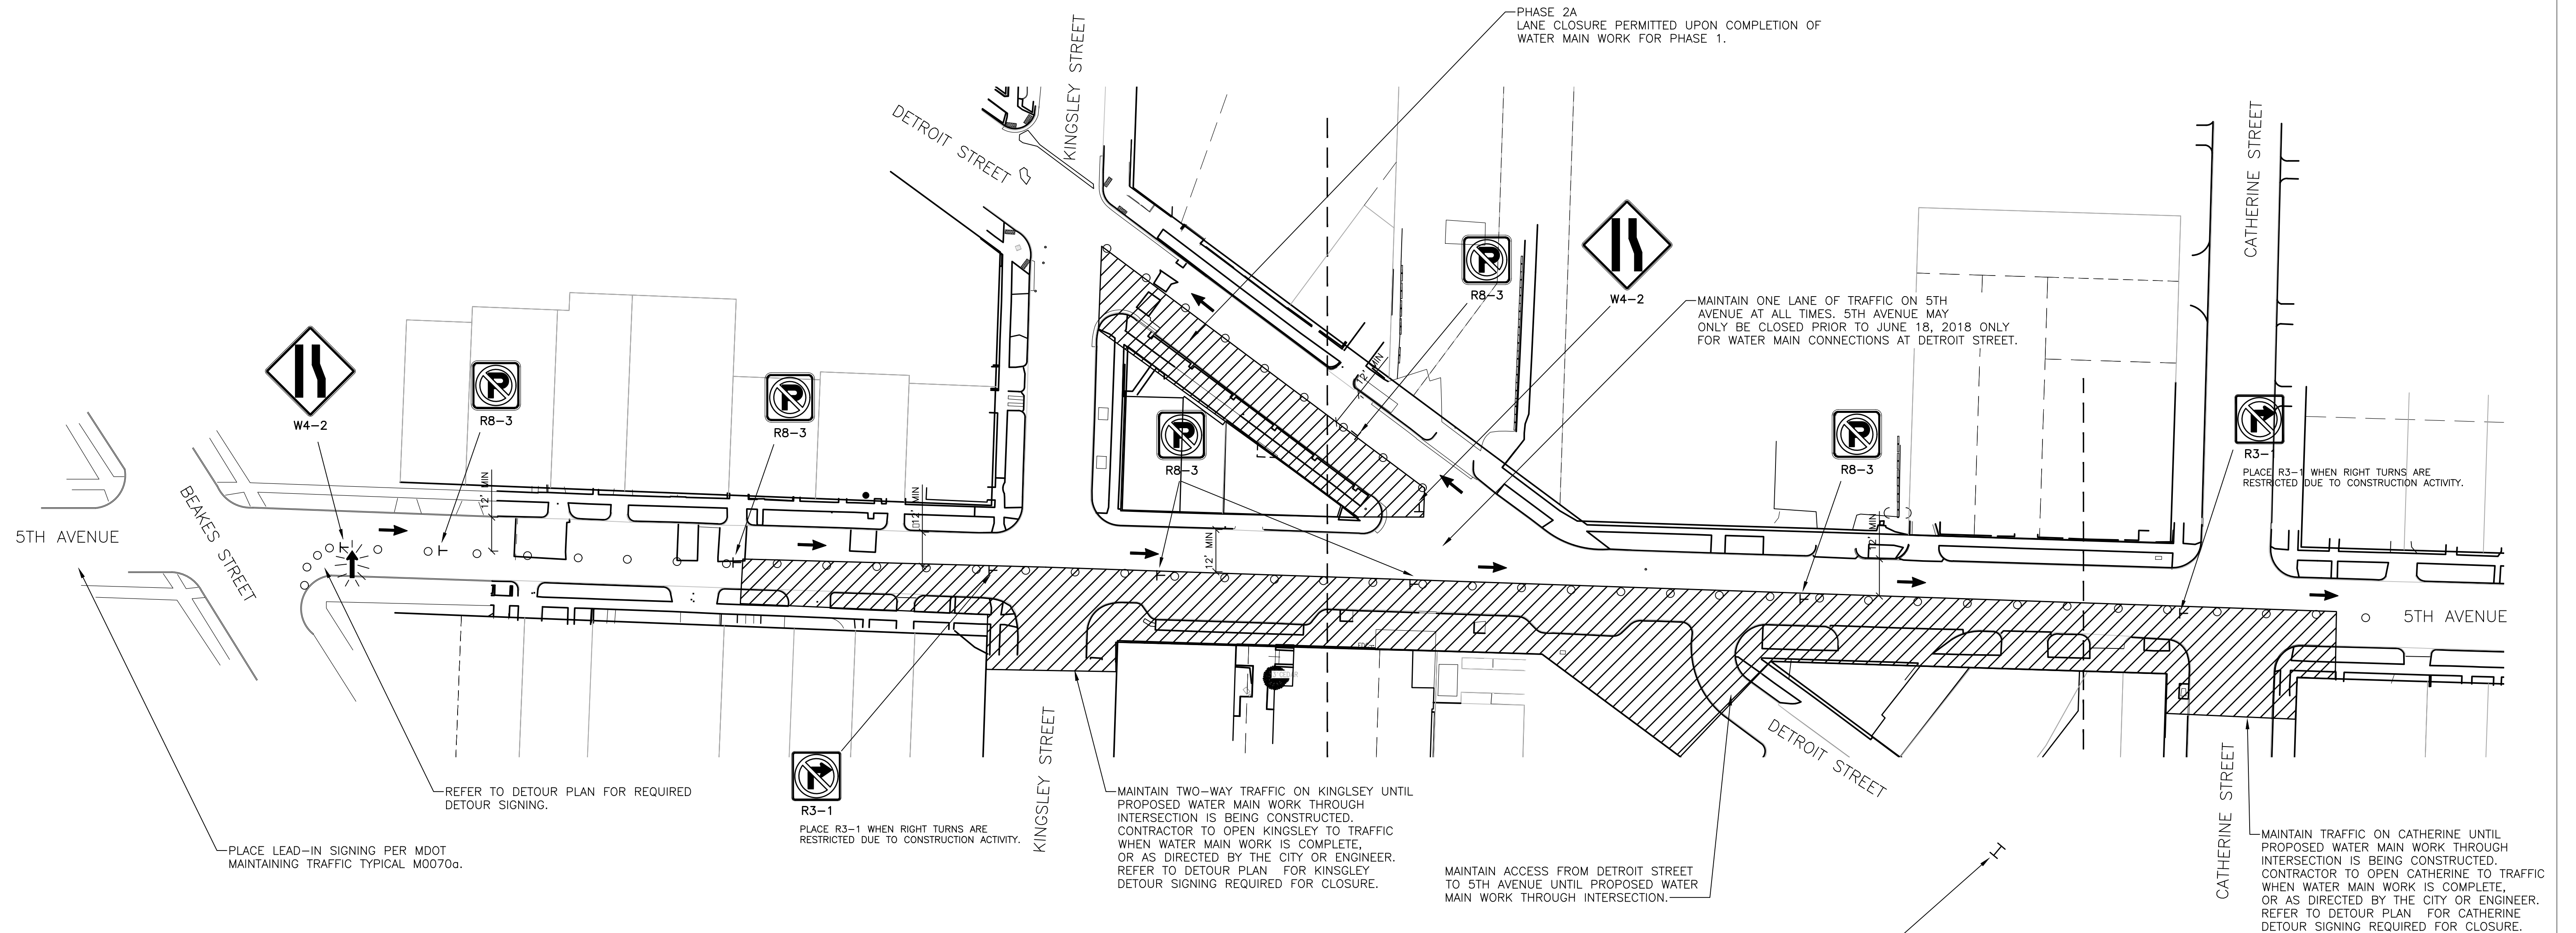 PHASE 2A
LANE CLOSURE PERMITTED UPON COMPLETION OF
WATER MAIN WORK FOR PHASE 1.
KINGSLEY STREET
DETROIT STREET
CATHERINE STREET
R8-3
W4-2
MAINTAIN ONE LANE OF TRAFFIC ON 5TH
AVENUE AT ALL TIMES. 5TH AVENUE MAY
ONLY BE CLOSED PRIOR TO JUNE 18, 2018 ONLY
FOR WATER MAIN CONNECTIONS AT DETROIT STREET.
12' MIN
W4-2
R8-3
R8-3
R8-3
R8-3
R3-1
PLACE R3-1 WHEN RIGHT TURNS ARE
RESTRICTED DUE TO CONSTRUCTION ACTIVITY.
12' MIN
12' MIN
12' MIN
12' MIN
5TH AVENUE
BEAKES STREET
5TH AVENUE
KINGSLEY STREET
DETROIT STREET
CATHERINE STREET
REFER TO DETOUR PLAN FOR REQUIRED
DETOUR SIGNING.
R3-1
PLACE R3-1 WHEN RIGHT TURNS ARE
RESTRICTED DUE TO CONSTRUCTION ACTIVITY.
PLACE LEAD-IN SIGNING PER MDOT
MAINTAINING TRAFFIC TYPICAL M0070a.
MAINTAIN TWO-WAY TRAFFIC ON KINGLSEY UNTIL
PROPOSED WATER MAIN WORK THROUGH
INTERSECTION IS BEING CONSTRUCTED.
CONTRACTOR TO OPEN KINGSLEY TO TRAFFIC
WHEN WATER MAIN WORK IS COMPLETE,
OR AS DIRECTED BY THE CITY OR ENGINEER.
REFER TO DETOUR PLAN FOR KINSGLEY
DETOUR SIGNING REQUIRED FOR CLOSURE.
MAINTAIN ACCESS FROM DETROIT STREET
TO 5TH AVENUE UNTIL PROPOSED WATER
MAIN WORK THROUGH INTERSECTION.
MAINTAIN TRAFFIC ON CATHERINE UNTIL
PROPOSED WATER MAIN WORK THROUGH
INTERSECTION IS BEING CONSTRUCTED.
CONTRACTOR TO OPEN CATHERINE TO TRAFFIC
WHEN WATER MAIN WORK IS COMPLETE,
OR AS DIRECTED BY THE CITY OR ENGINEER.
REFER TO DETOUR PLAN FOR CATHERINE
DETOUR SIGNING REQUIRED FOR CLOSURE.